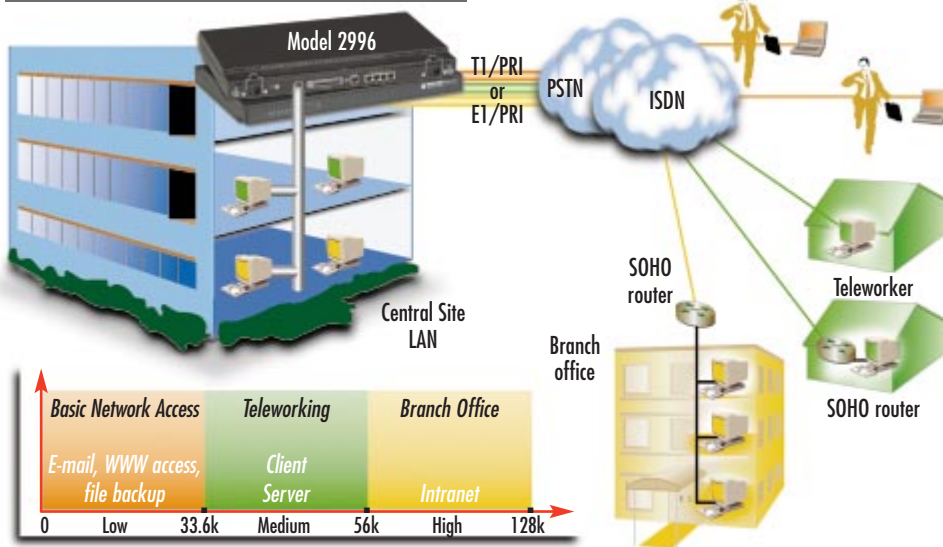 Model 2996
T1/PRI
or
E1/PRI
PSTN
ISDN
Teleworker
SOHO
router
SOHO router
Branch
office
Central Site
LAN
Basic Network Access
Teleworking
Branch Office
E-mail, WWW access,
file backup
Client
Server
Intranet
0 Low 33.6k Medium 56k High 128k